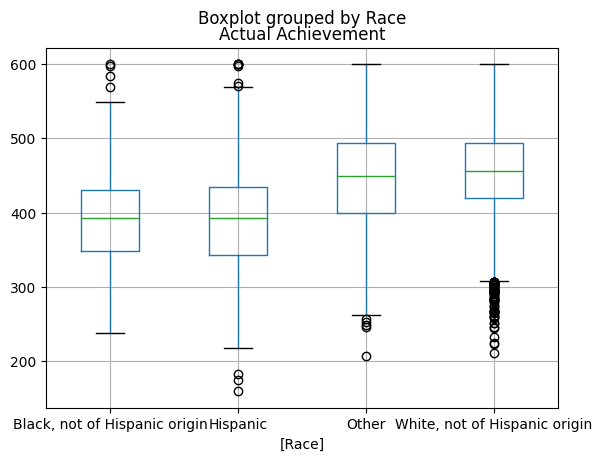 Boxplot grouped by Race
Actual Achievement
600
500
400
300
200
Black, not of Hispanic origin Hispanic Other White, not of Hispanic origin
[Race]